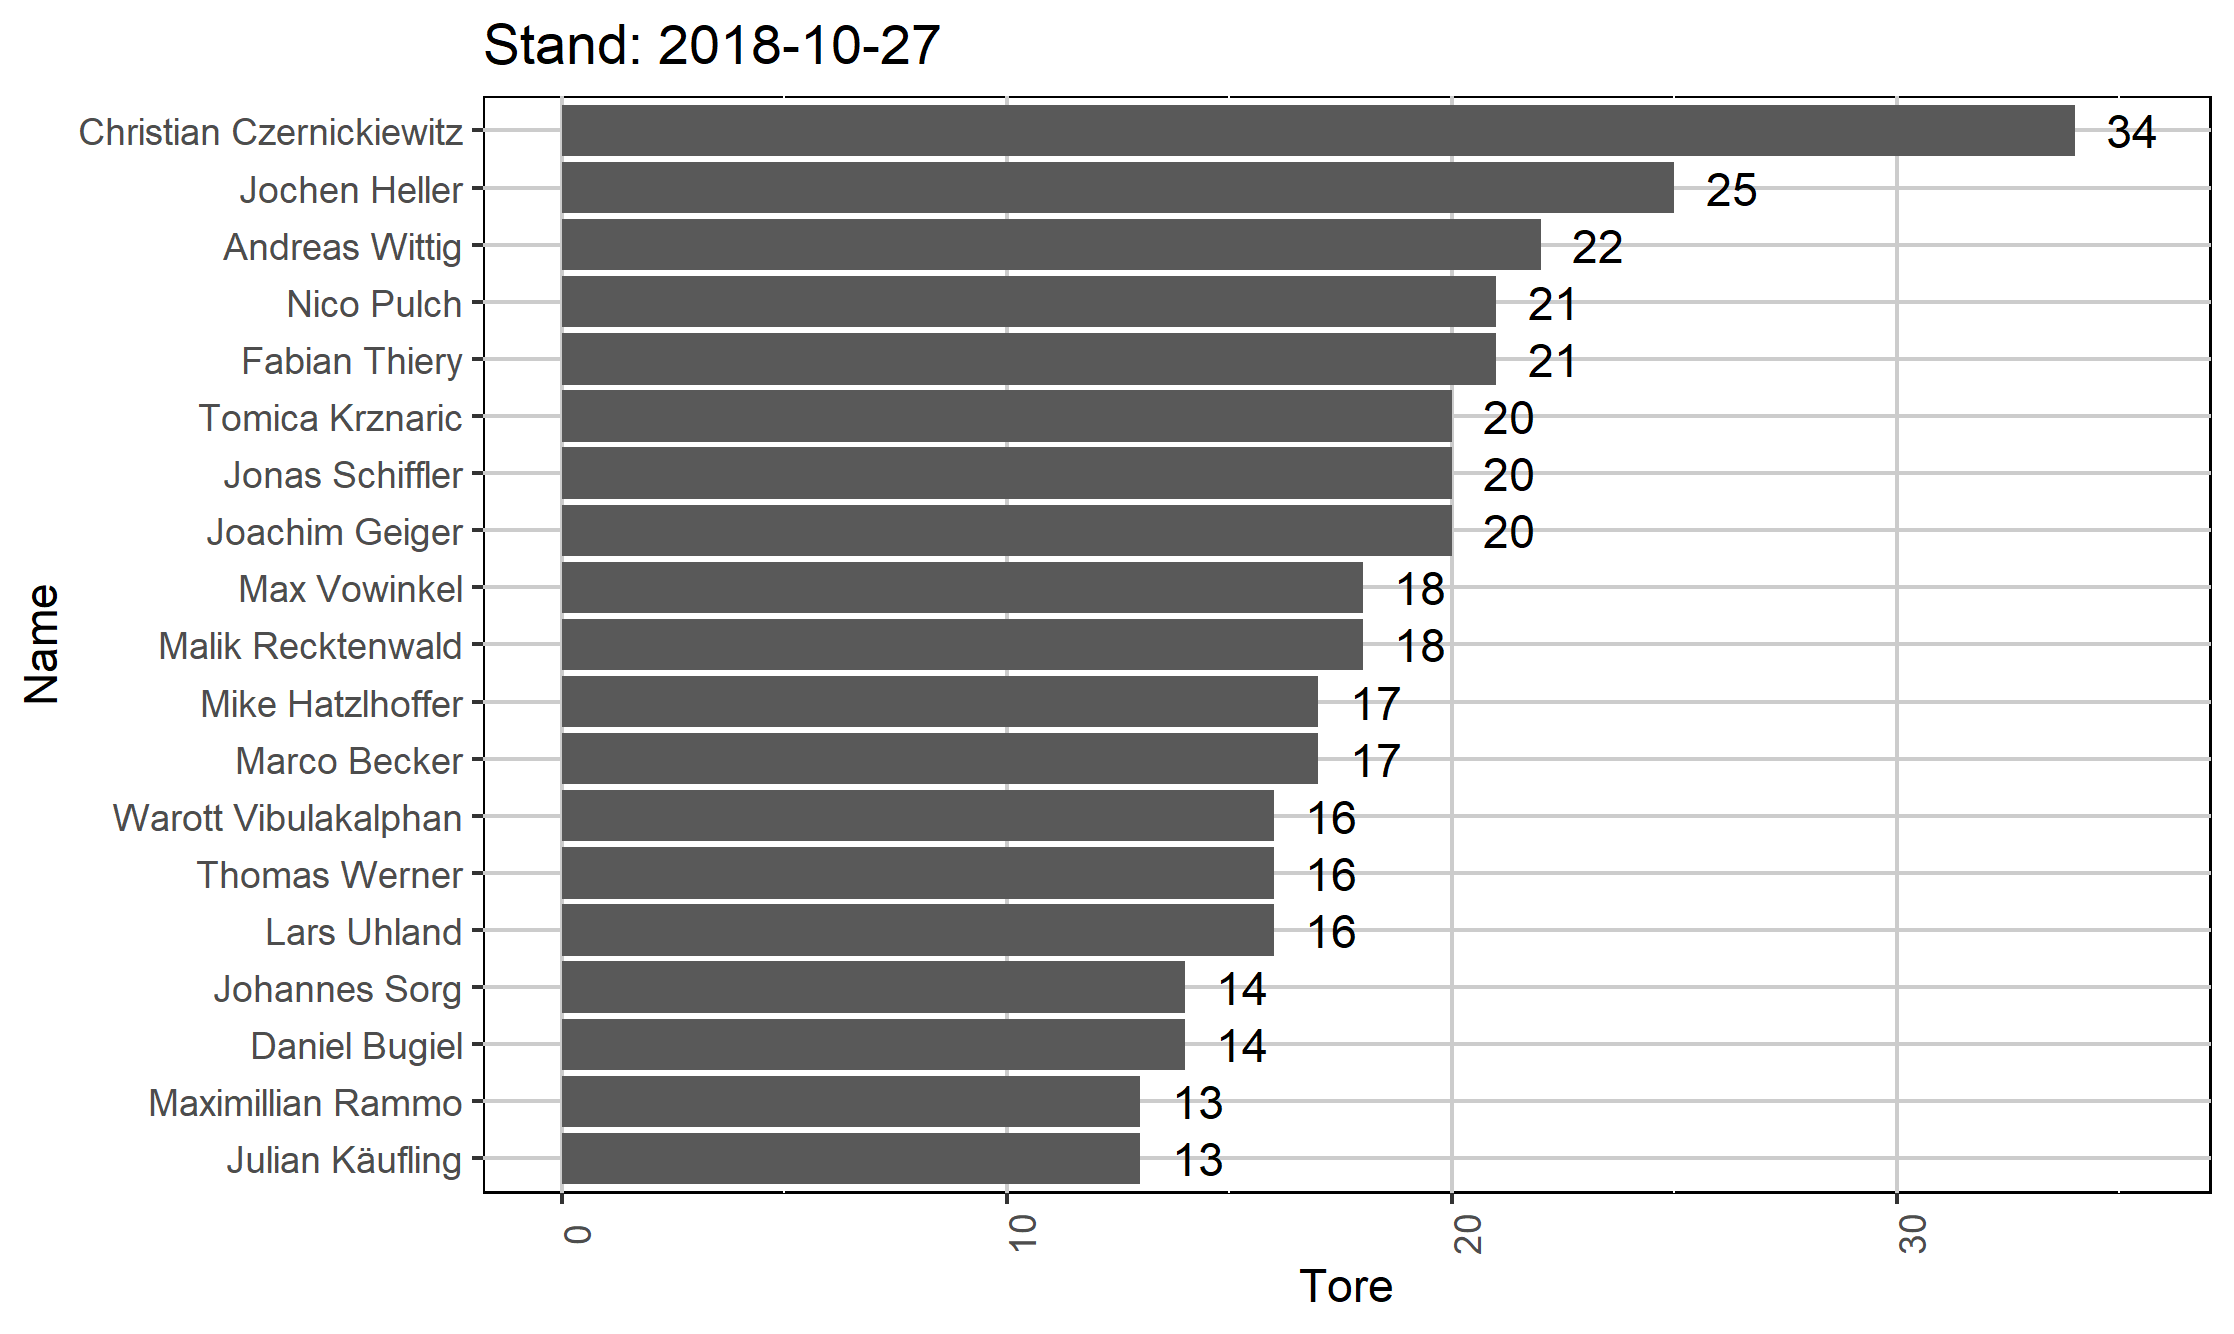 Stand: 2018-10-27
Christian Czernickiewitz 34
Jochen Heller 25
Andreas Wittig 22
Nico Pulch 21
Fabian Thiery 21
Tomica Krznaric 20
Jonas Schiffler 20
Joachim Geiger 20
Max Vowinkel 18
Malik Recktenwald 18
Mike Hatzlhoffer 17
Marco Becker 17
Warott Vibulakalphan 16
Thomas Werner 16
Lars Uhland 16
Johannes Sorg 14
Daniel Bugiel 14
Maximillian Rammo 13
Julian Käufling 13
Name
0 10 20 30
Tore